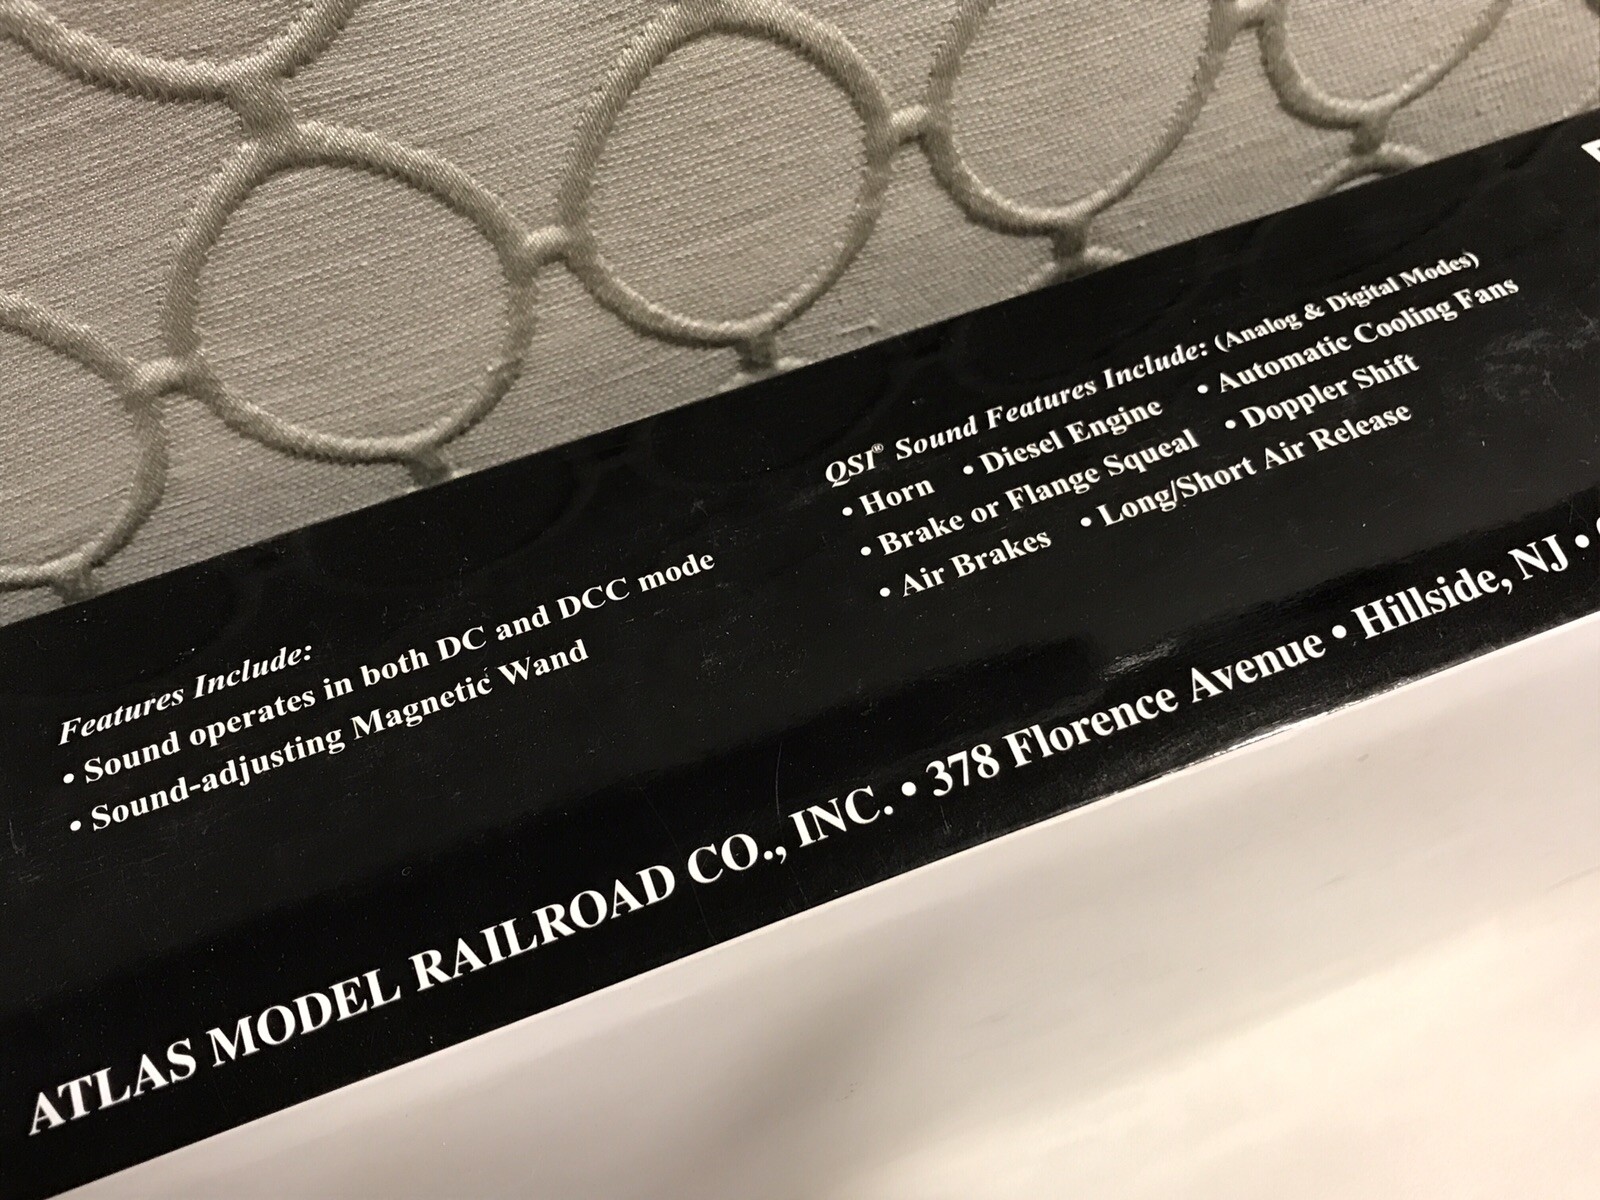 Features Include:
• Sound operates in both DC and DCC mode
• Sound-adjusting Magnetic Wand
QSI® Sound Features Include: (Analog & Digital Modes)
• Horn • Diesel Engine • Automatic Cooling Fans
• Brake or Flange Squeal • Doppler Shift
• Air Brakes • Long/Short Air Release
ATLAS MODEL RAILROAD CO., INC. • 378 Florence Avenue • Hillside, NJ •